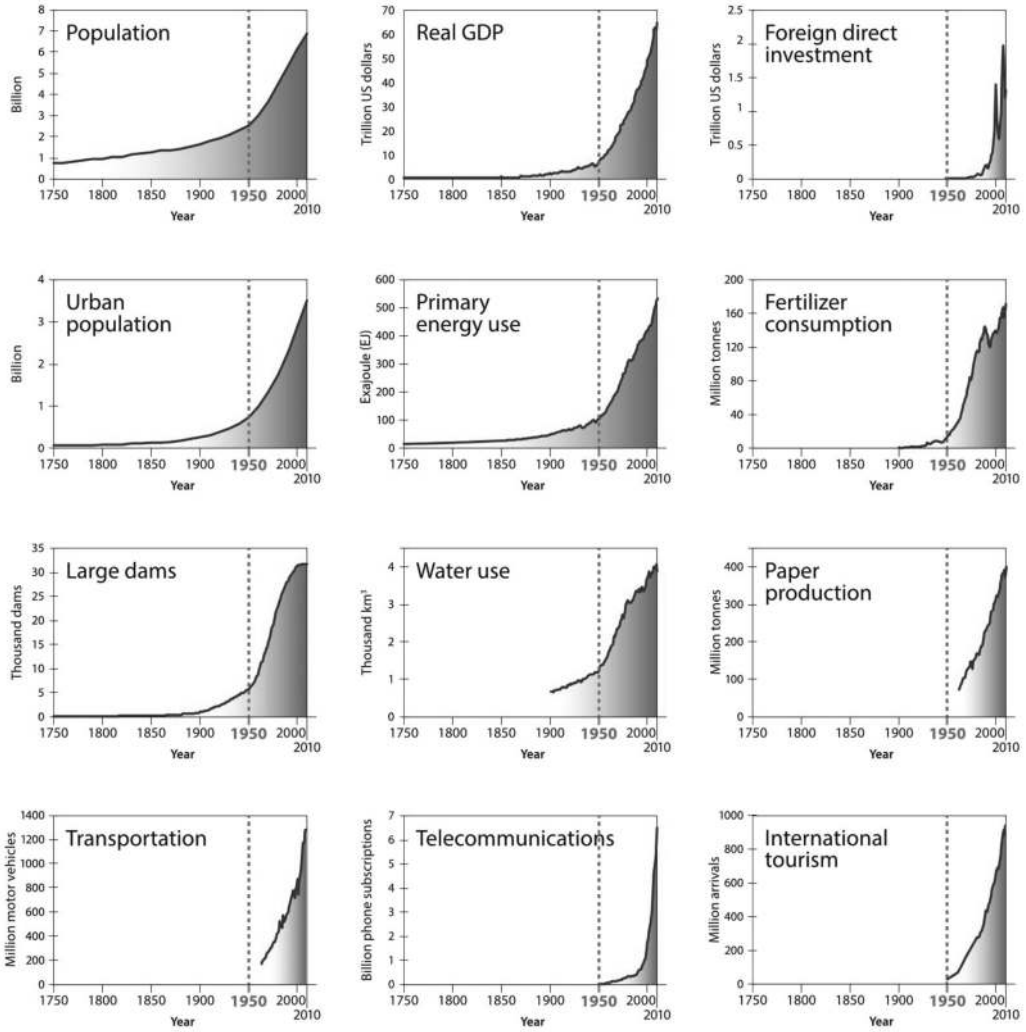 Population
Billion
8
7
6
5
4
3
2
1
0
1750 1800 1850 1900 1950 2000
2010
Year
Real GDP
Trillion US dollars
70
60
50
40
30
20
10
0
1750 1800 1850 1900 1950 2000
2010
Year
Foreign direct
investment
Trillion US dollars
2.5
2
1.5
1
0.5
0
1750 1800 1850 1900 1950 2000
2010
Year
Urban
population
Billion
4
3
2
1
0
1750 1800 1850 1900 1950 2000
2010
Year
Primary
energy use
Exajoule (EJ)
600
500
400
300
200
100
0
1750 1800 1850 1900 1950 2000
2010
Year
Fertilizer
consumption
Million tonnes
200
160
120
80
40
0
1750 1800 1850 1900 1950 2000
2010
Year
Large dams
Thousand dams
35
30
25
20
15
10
5
0
1750 1800 1850 1900 1950 2000
2010
Year
Water use
Thousand km³
4
3
2
1
0
1750 1800 1850 1900 1950 2000
2010
Year
Paper
production
Million tonnes
400
300
200
100
0
1750 1800 1850 1900 1950 2000
2010
Year
Transportation
Million motor vehicles
1400
1200
1000
800
600
400
200
0
1750 1800 1850 1900 1950 2000
2010
Year
Telecommunications
Billion phone subscriptions
7
6
5
4
3
2
1
0
1750 1800 1850 1900 1950 2000
2010
Year
International
tourism
Million arrivals
1000
800
600
400
200
0
1750 1800 1850 1900 1950 2000
2010
Year